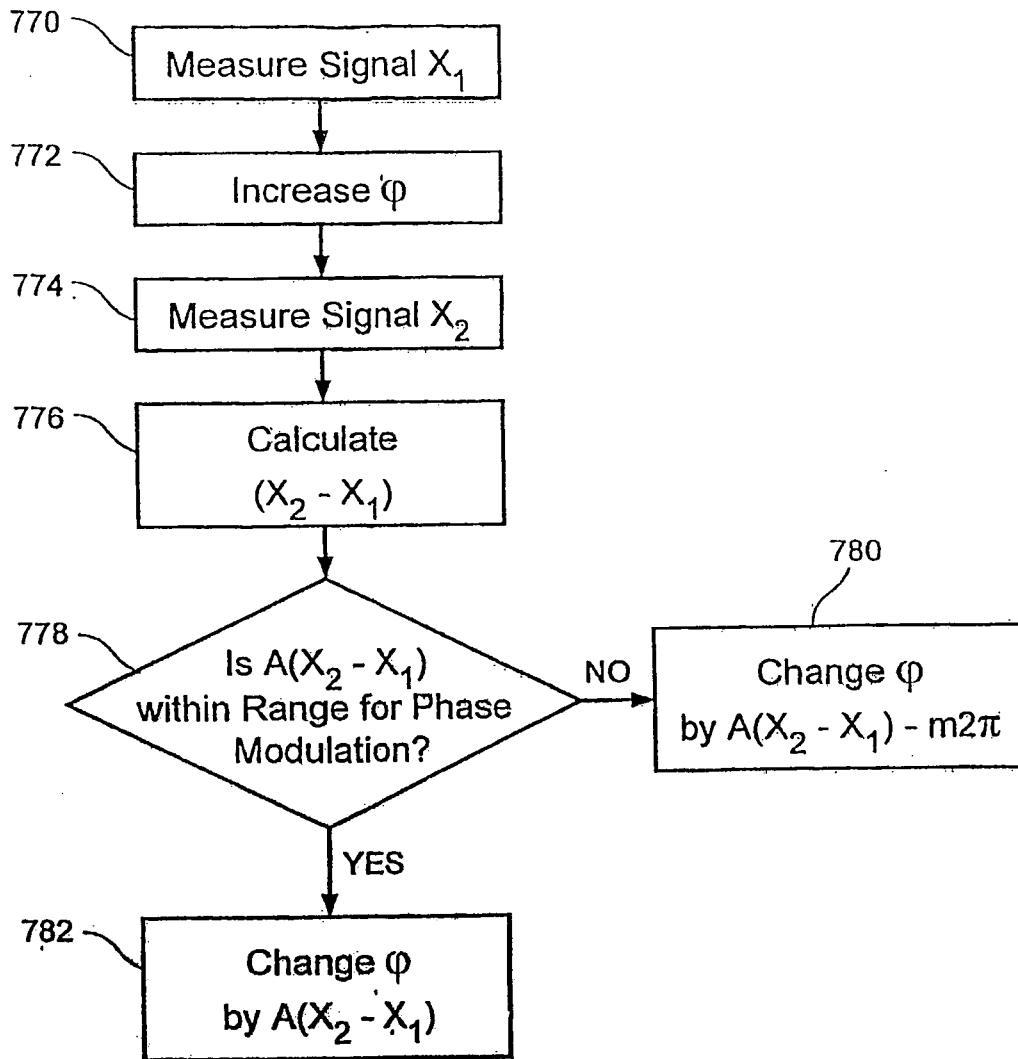 770
Measure Signal X₁
772
Increase φ
774
Measure Signal X₂
776
Calculate
(X₂ - X₁)
778
Is A(X₂ - X₁)
within Range for Phase
Modulation?
NO
780
Change φ
by A(X₂ - X₁) - m2π
YES
782
Change φ
by A(X₂ - X₁)